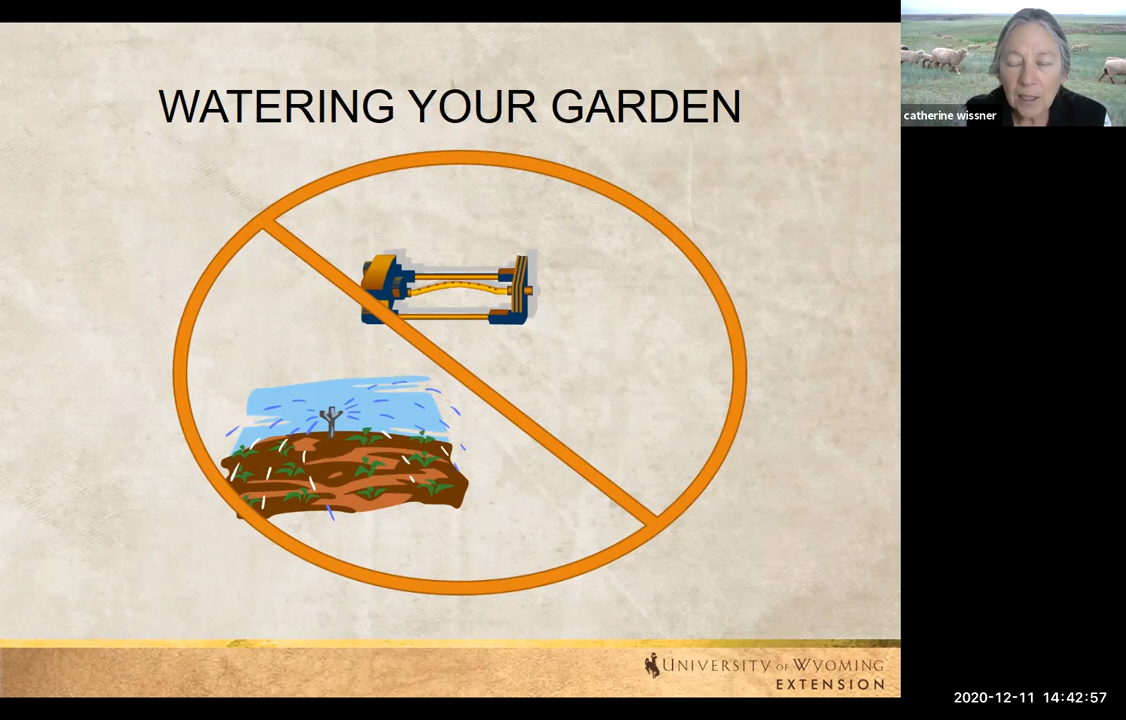 WATERING YOUR GARDEN
catherine wissner
UNIVERSITY OF WYOMING
EXTENSION
2020-12-11 14:42:57